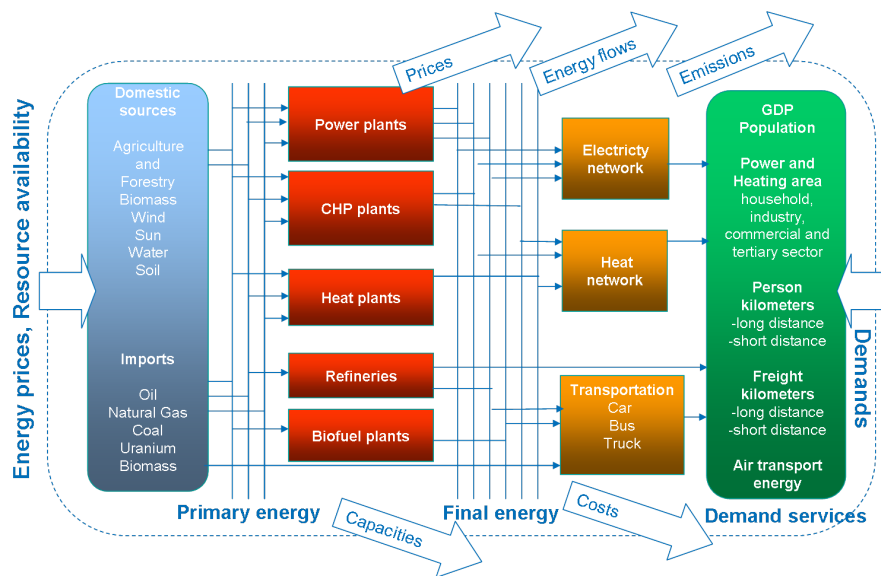 Prices
Energy flows
Emissions
Energy prices, Resource availability
Domestic
sources
Agriculture
and
Forestry
Biomass
Wind
Sun
Water
Soil
Imports
Oil
Natural Gas
Coal
Uranium
Biomass
Power plants
CHP plants
Heat plants
Refineries
Biofuel plants
Electricty
network
Heat
network
Transportation
Car
Bus
Truck
GDP
Population
Power and
Heating area
household,
industry,
commercial and
tertiary sector
Person
kilometers
-long distance
-short distance
Freight
kilometers
-long distance
-short distance
Air transport
energy
Demands
Primary energy
Capacities
Final energy
Costs
Demand services